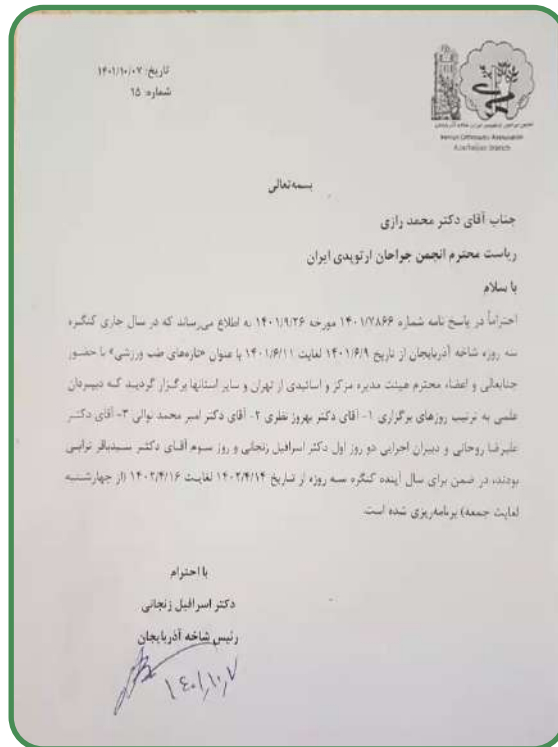 تاریخ: ۱۴۰۱/۱۰/۰۷
شماره: ۱۵
Iranian Orthopedic Association
Azarbaijan Branch
بسمه‌تعالی
جناب آقای دکتر محمد رازی
ریاست محترم انجمن جراحان ارتوپدی ایران
با سلام
احتراماً در پاسخ نامه شماره ۱۴۰۱/۷۸۶۶ مورخه ۱۴۰۱/۹/۲۶ به اطلاع می‌رساند که در سال جاری کنگره
سه روزه شاخه آذربایجان از تاریخ ۱۴۰۱/۶/۹ لغایت ۱۴۰۱/۶/۱۱ با عنوان «تازه‌های طب ورزشی» با حضور
جنابعالی و اعضاء محترم هیئت مدیره مرکز و اساتیدی از تهران و سایر استانها برگزار گردید که دبیران
علمی به ترتیب روزهای برگزاری ۱- آقای دکتر بهروز نظری ۲- آقای دکتر امیر محمد نوالی ۳- آقای دکتر
علیرضا روحانی و دبیران اجرایی دو روز اول دکتر اسرافیل زنجانی و روز سوم آقای دکتر سیدباقر ترابی
بودند، در ضمن برای سال آینده کنگره سه روزه از تاریخ ۱۴۰۲/۴/۱۴ لغایت ۱۴۰۲/۴/۱۶ (از چهارشنبه
لغایت جمعه) برنامه‌ریزی شده است
با احترام
دکتر اسرافیل زنجانی
رئیس شاخه آذربایجان
۱۴۰۱,۱۰,۷